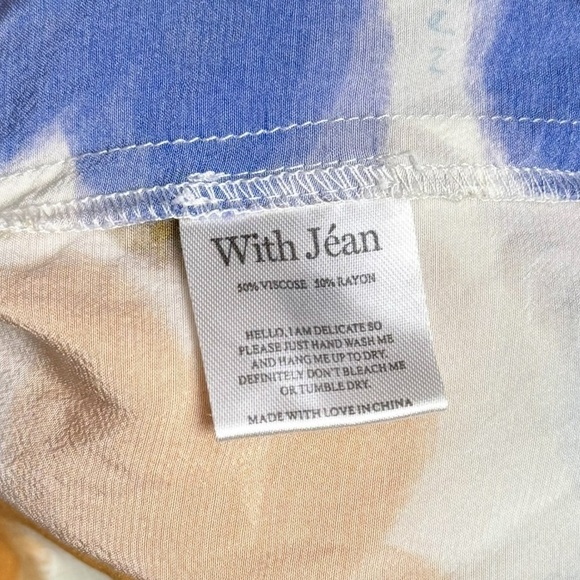 With Jéan
50% VISCOSE 50% RAYON
HELLO, I AM DELICATE SO
PLEASE JUST HAND WASH ME
AND HANG ME UP TO DRY.
DEFINITELY DON'T BLEACH ME
OR TUMBLE DRY.
MADE WITH LOVE IN CHINA